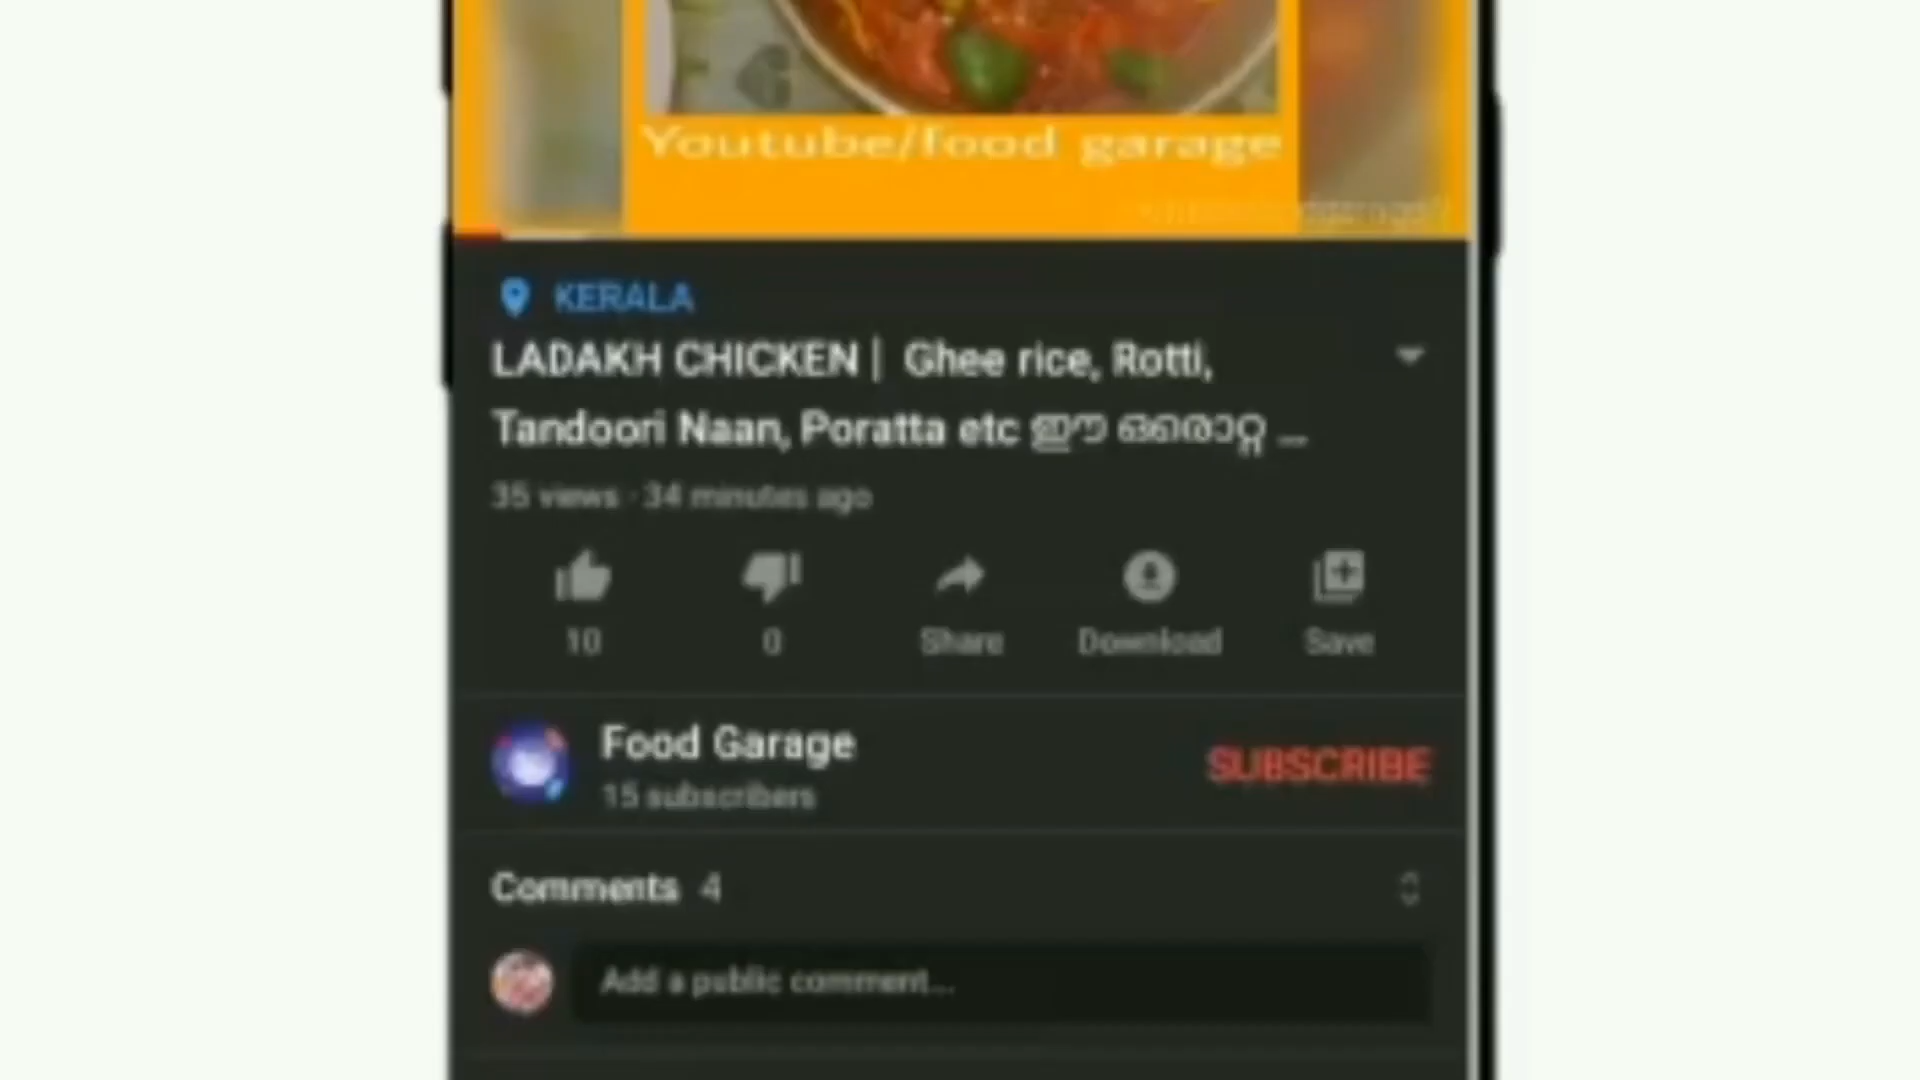 Youtube/food garage
KERALA
LADAKH CHICKEN | Ghee rice, Rotti,
Tandoori Naan, Poratta etc ഈ ഒരൊറ്റ ...
35 views · 34 minutes ago
10 0 Share Download Save
Food Garage
SUBSCRIBE
15 subscribers
Comments 4
Add a public comment...